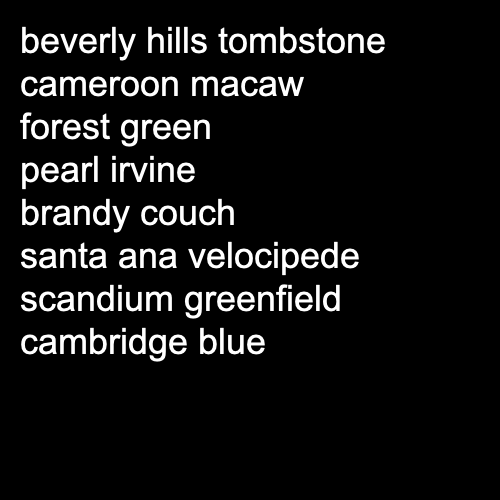 beverly hills tombstone
cameroon macaw
forest green
pearl irvine
brandy couch
santa ana velocipede
scandium greenfield
cambridge blue